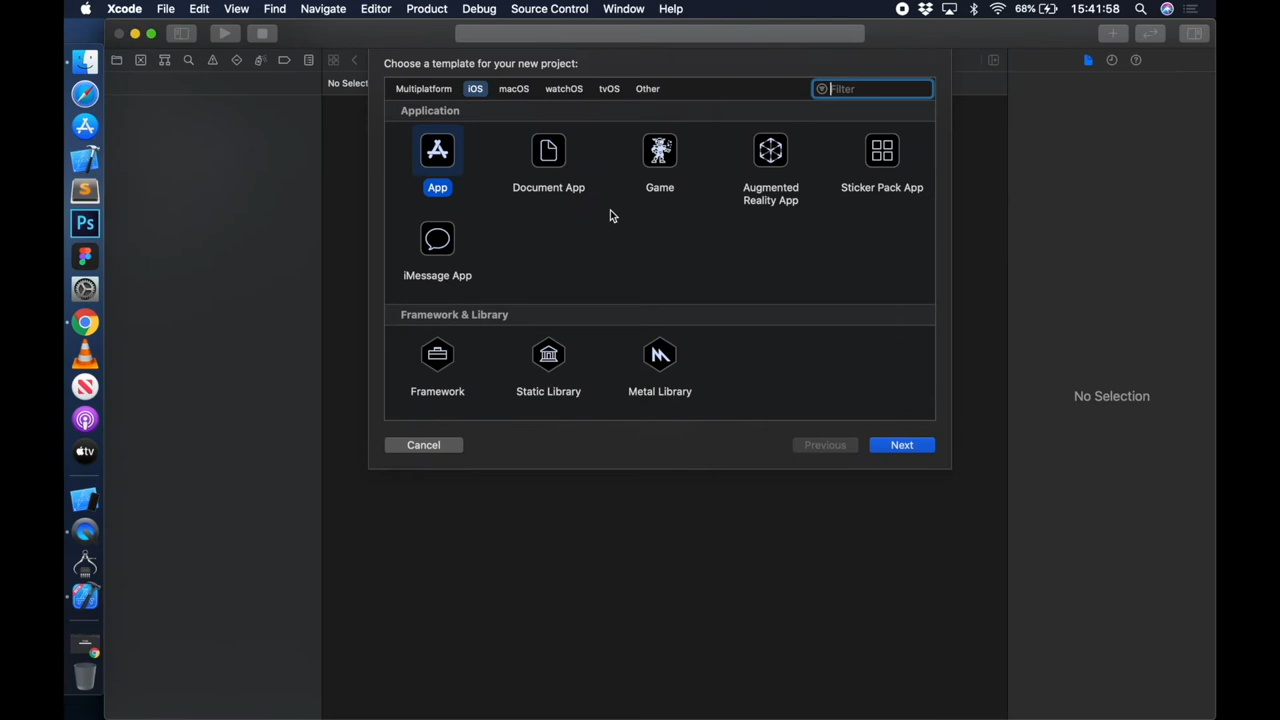 Xcode File Edit View Find Navigate Editor Product Debug Source Control Window Help 68% 15:41:58
No Select
Choose a template for your new project:
Multiplatform iOS macOS watchOS tvOS Other Filter
Application
App Document App Game Augmented Reality App Sticker Pack App
iMessage App
Framework & Library
Framework Static Library Metal Library
Cancel Previous Next
No Selection
S
Ps
tv